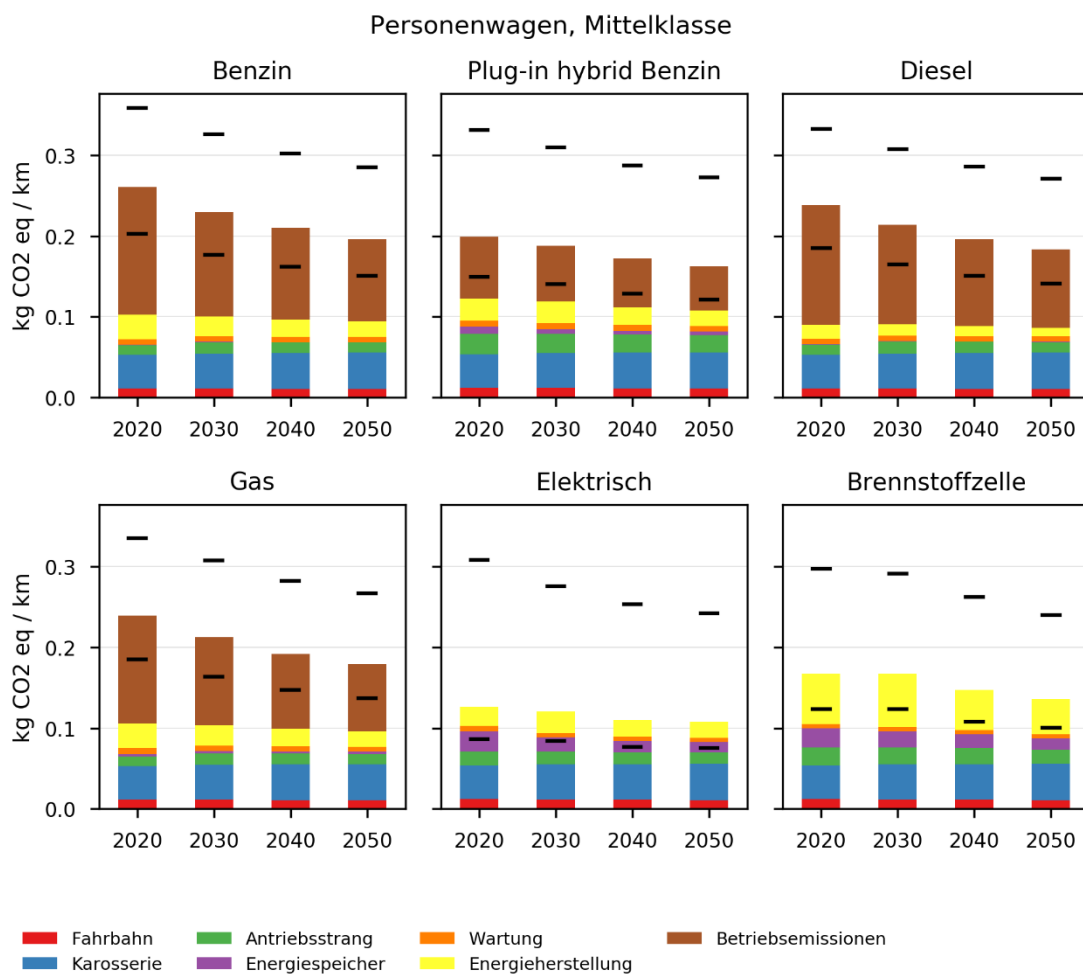 Personenwagen, Mittelklasse
Benzin
Plug-in hybrid Benzin
Diesel
kg CO2 eq / km
0.3
0.2
0.1
0.0
2020 2030 2040 2050
2020 2030 2040 2050
2020 2030 2040 2050
Gas
Elektrisch
Brennstoffzelle
kg CO2 eq / km
0.3
0.2
0.1
0.0
2020 2030 2040 2050
2020 2030 2040 2050
2020 2030 2040 2050
Fahrbahn
Antriebsstrang
Wartung
Betriebsemissionen
Karosserie
Energiespeicher
Energieherstellung